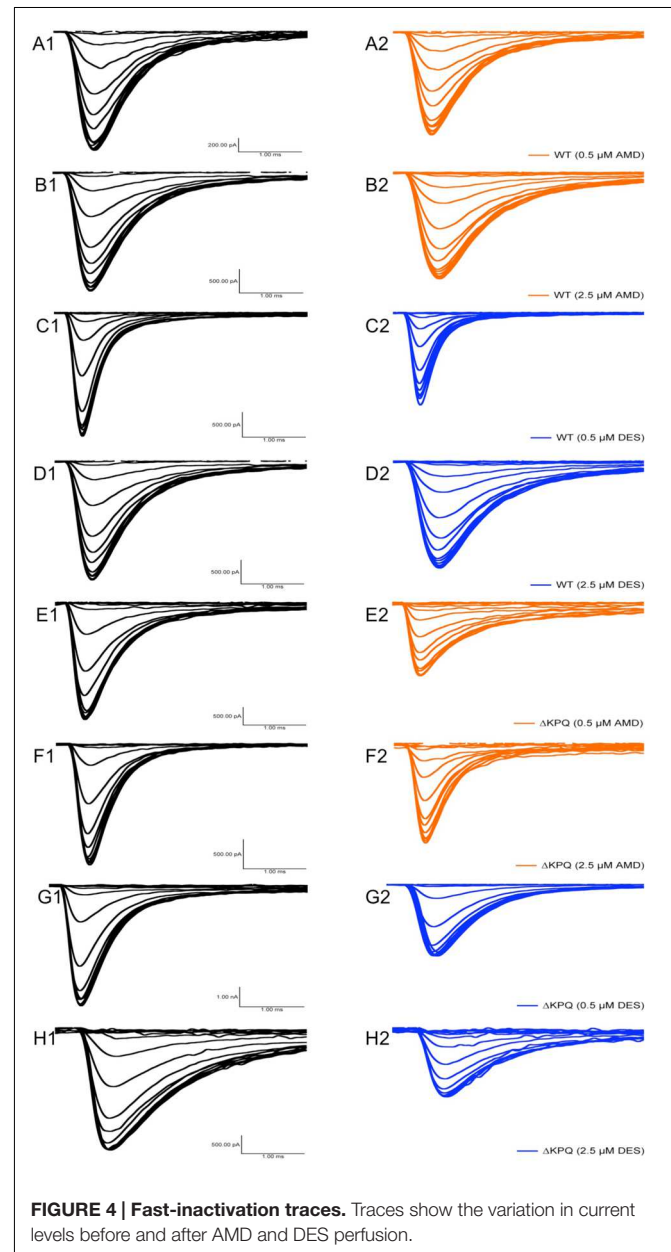 A1
A2
200.00 pA
1.00 ms
WT (0.5 µM AMD)
B1
B2
500.00 pA
1.00 ms
WT (2.5 µM AMD)
C1
C2
500.00 pA
1.00 ms
WT (0.5 µM DES)
D1
D2
500.00 pA
1.00 ms
WT (2.5 µM DES)
E1
E2
500.00 pA
1.00 ms
ΔKPQ (0.5 µM AMD)
F1
F2
500.00 pA
1.00 ms
ΔKPQ (2.5 µM AMD)
G1
G2
1.00 nA
1.00 ms
ΔKPQ (0.5 µM DES)
H1
H2
500.00 pA
1.00 ms
ΔKPQ (2.5 µM DES)
FIGURE 4 | Fast-inactivation traces. Traces show the variation in current
levels before and after AMD and DES perfusion.